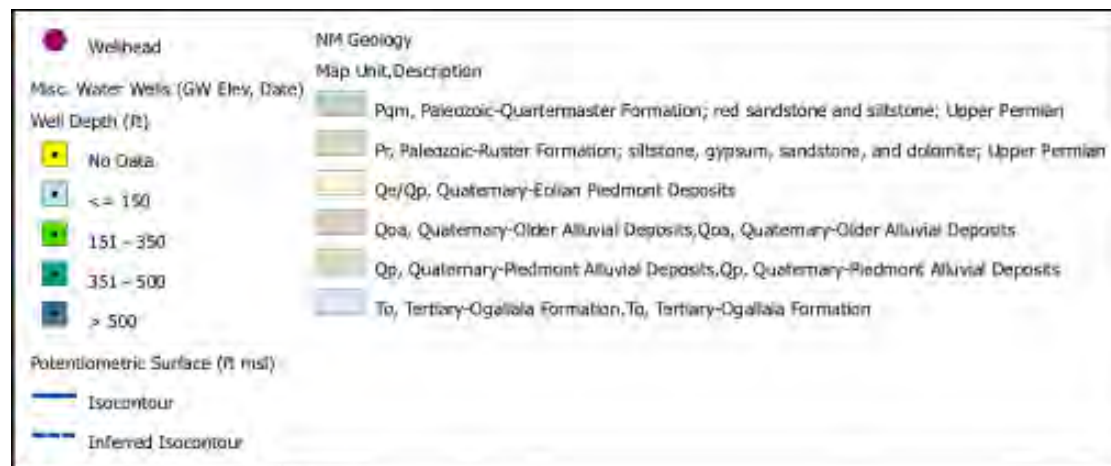 Wellhead
Misc. Water Wells (GW Elev, Date)
Well Depth (ft)
No Data
<= 150
151 - 350
351 - 500
> 500
Potentiometric Surface (ft msl)
Isocontour
Inferred Isocontour
NM Geology
Map Unit,Description
Pqm, Paleozoic-Quartermaster Formation; red sandstone and siltstone; Upper Permian
Pr, Paleozoic-Ruster Formation; siltstone, gypsum, sandstone, and dolomite; Upper Permian
Qe/Qp, Quaternary-Eolian Piedmont Deposits
Qoa, Quaternary-Older Alluvial Deposits,Qoa, Quaternary-Older Alluvial Deposits
Qp, Quaternary-Piedmont Alluvial Deposits,Qp, Quaternary-Piedmont Alluvial Deposits
To, Tertiary-Ogallala Formation,To, Tertiary-Ogallala Formation